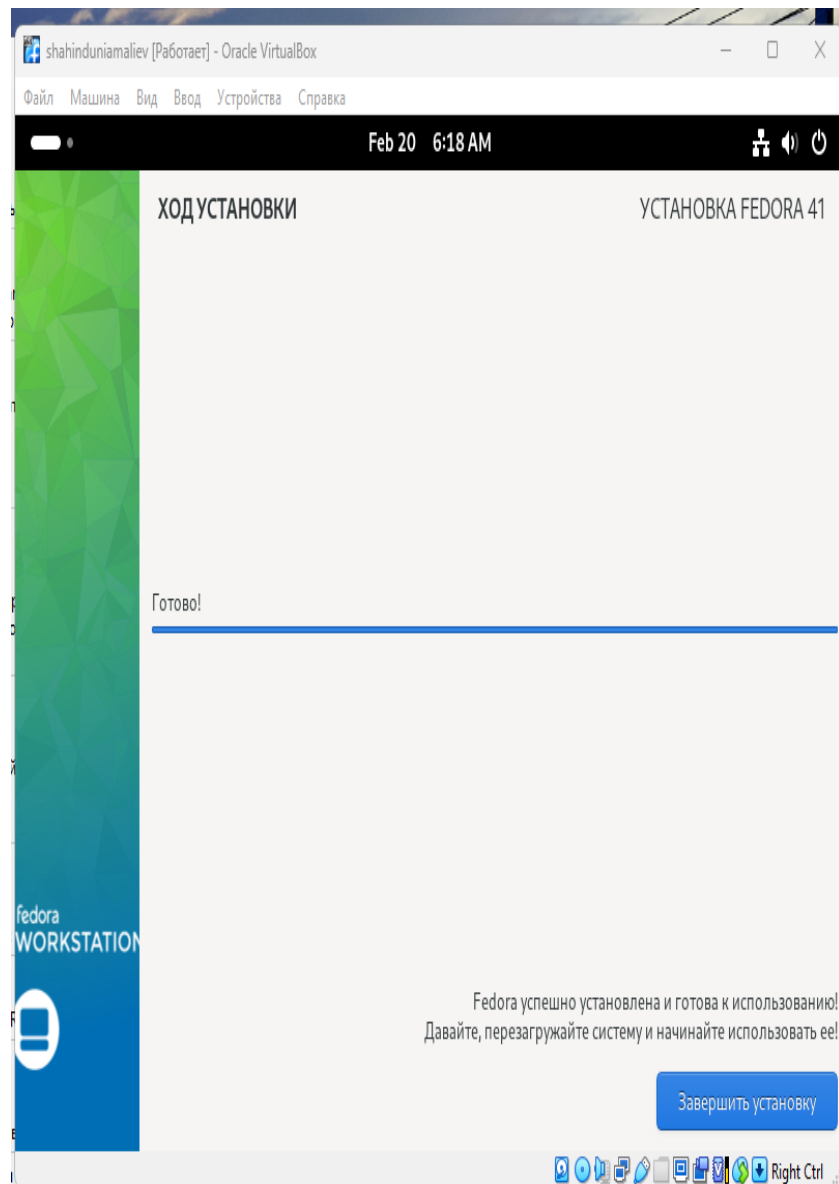 shahinduniamaliev [Работает] - Oracle VirtualBox
Файл Машина Вид Ввод Устройства Справка
Feb 20 6:18 AM
ХОД УСТАНОВКИ
УСТАНОВКА FEDORA 41
Готово!
fedora
WORKSTATION
Fedora успешно установлена и готова к использованию!
Давайте, перезагружайте систему и начинайте использовать ее!
Завершить установку
Right Ctrl